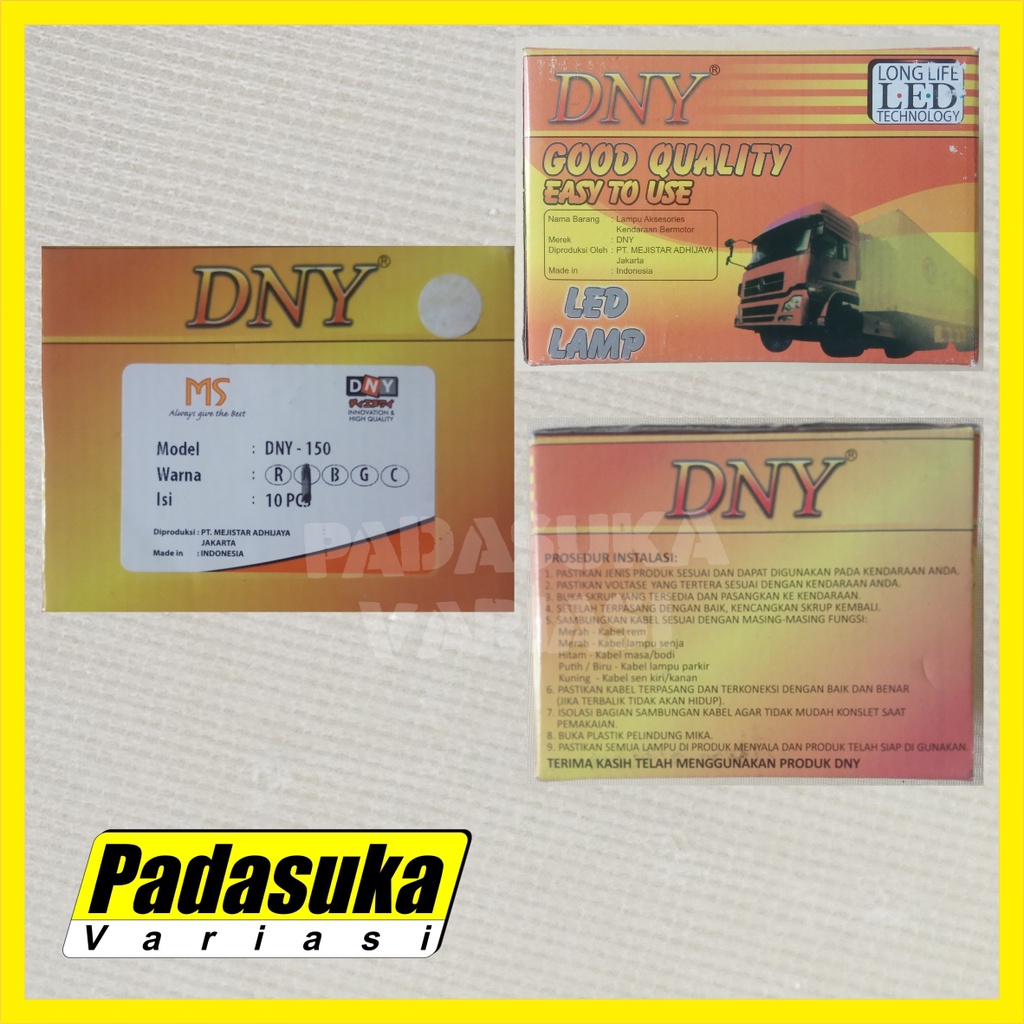 DNY®
LONG LIFE
L·E·D
TECHNOLOGY
GOOD QUALITY
EASY TO USE
Nama Barang : Lampu Aksesories
Kendaraan Bermotor
Merek : DNY
Diproduksi Oleh : PT. MEJISTAR ADHIJAYA
Jakarta
Made in : Indonesia
LED
LAMP
DNY®
MS
Always give the Best
DNY
INNOVATION &
HIGH QUALITY
Model : DNY - 150
Warna : R B G C
Isi : 10 PCS
Diproduksi : PT. MEJISTAR ADHIJAYA
JAKARTA
Made in : INDONESIA
PADASUKA
VARIASI
DNY®
PROSEDUR INSTALASI:
1. PASTIKAN JENIS PRODUK SESUAI DAN DAPAT DIGUNAKAN PADA KENDARAAN ANDA.
2. PASTIKAN VOLTASE YANG TERTERA SESUAI DENGAN KENDARAAN ANDA.
3. BUKA SKRUP YANG TERSEDIA DAN PASANGKAN KE KENDARAAN.
4. SETELAH TERPASANG DENGAN BAIK, KENCANGKAN SKRUP KEMBALI.
5. SAMBUNGKAN KABEL SESUAI DENGAN MASING-MASING FUNGSI:
Merah - Kabel rem
Merah - Kabel lampu senja
Hitam - Kabel masa/bodi
Putih / Biru - Kabel lampu parkir
Kuning - Kabel sen kiri/kanan
6. PASTIKAN KABEL TERPASANG DAN TERKONEKSI DENGAN BAIK DAN BENAR
(JIKA TERBALIK TIDAK AKAN HIDUP).
7. ISOLASI BAGIAN SAMBUNGAN KABEL AGAR TIDAK MUDAH KONSLET SAAT
PEMAKAIAN.
8. BUKA PLASTIK PELINDUNG MIKA.
9. PASTIKAN SEMUA LAMPU DI PRODUK MENYALA DAN PRODUK TELAH SIAP DI GUNAKAN.
TERIMA KASIH TELAH MENGGUNAKAN PRODUK DNY
Padasuka
Variasi